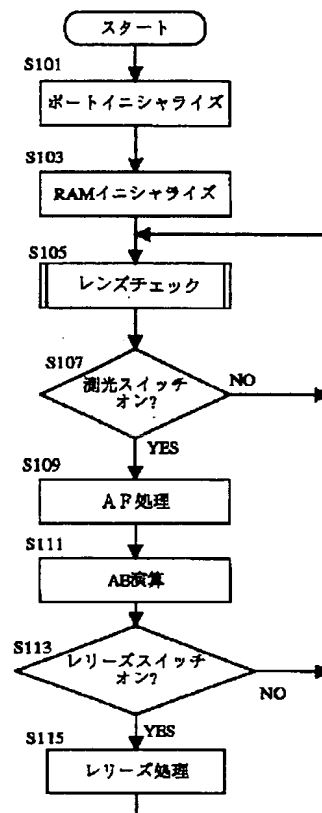 スタート
S101
ポートイニシャライズ
S103
RAMイニシャライズ
S105
レンズチェック
S107
測光スイッチ
オン?
NO
YES
S109
AF処理
S111
AE演算
S113
レリーズスイッチ
オン?
NO
YES
S115
レリーズ処理